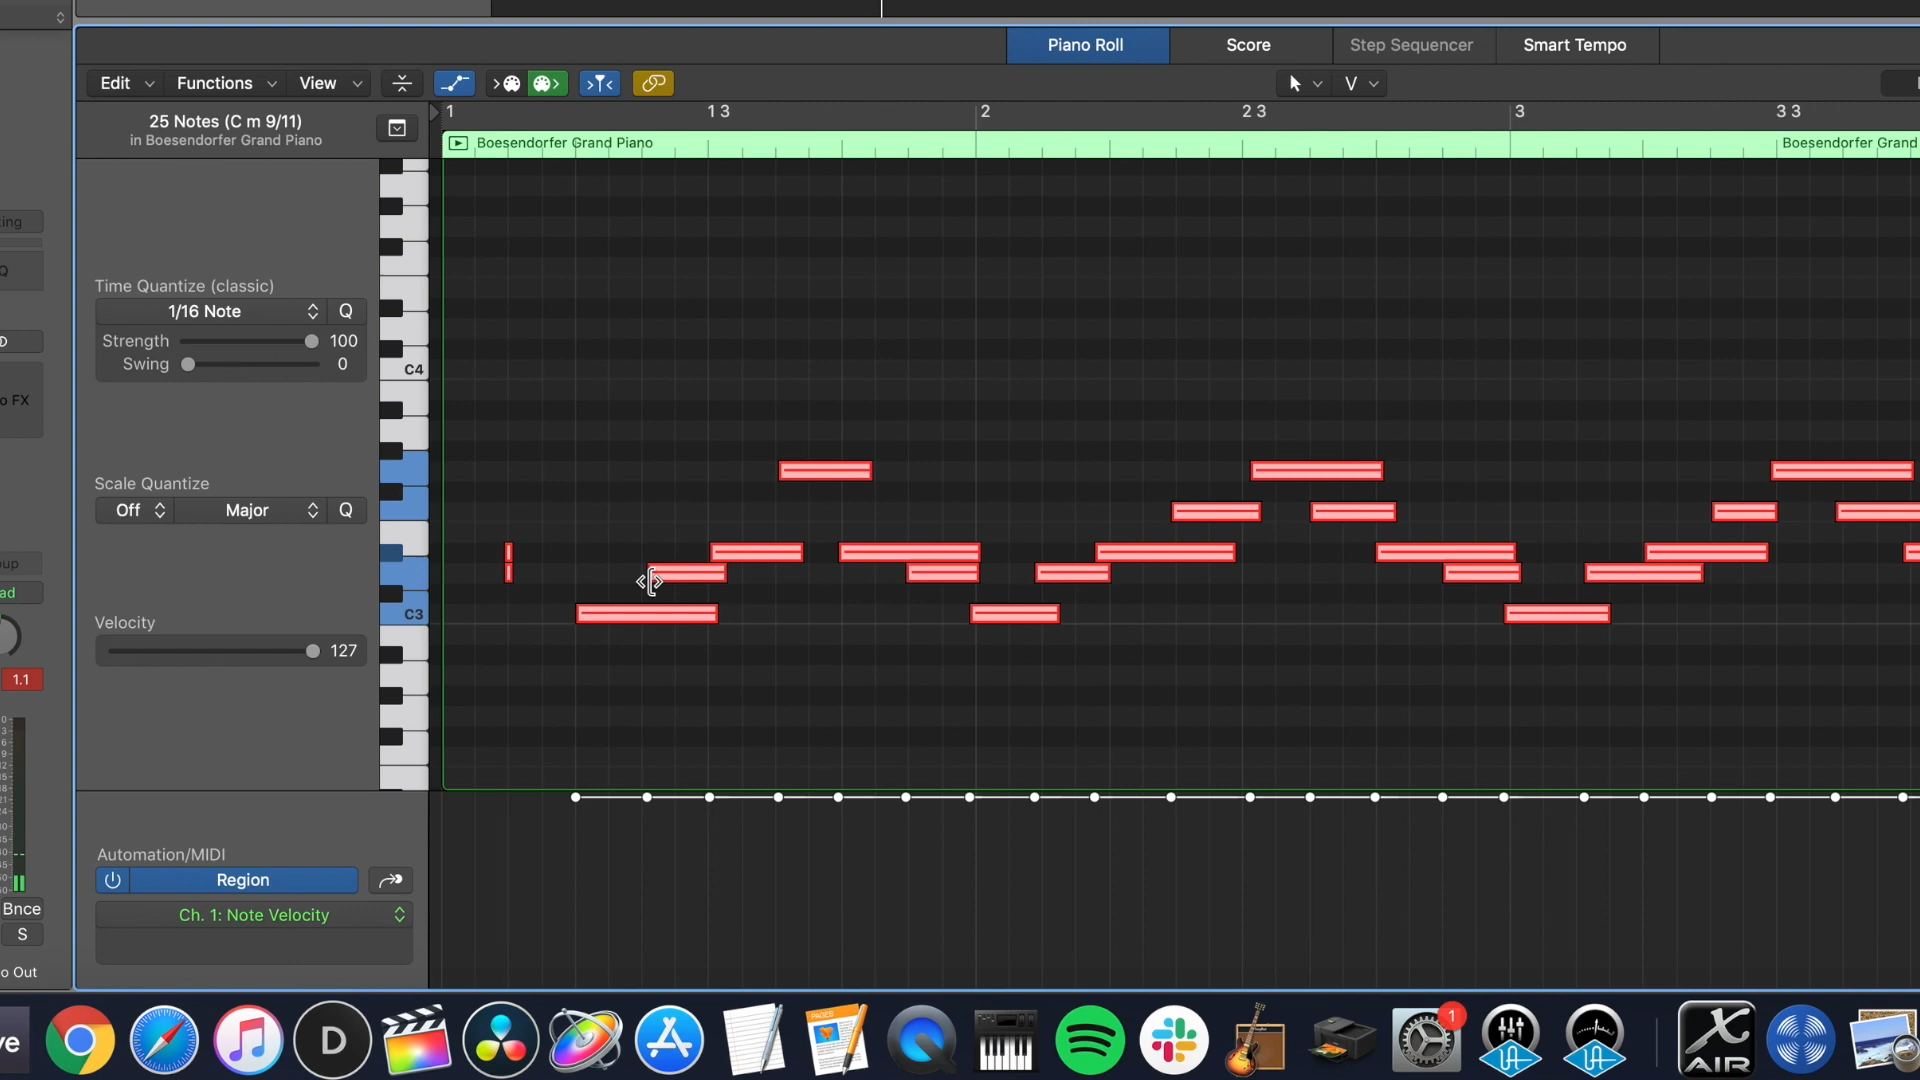 Piano Roll Score Step Sequencer Smart Tempo
Edit Functions View V
1 1 3 2 2 3 3 3 3
25 Notes (C m 9/11)
in Boesendorfer Grand Piano
Boesendorfer Grand Piano Boesendorfer Grand
Time Quantize (classic)
1/16 Note Q
Strength 100
Swing 0
C4
Scale Quantize
Off Major Q
C3
Velocity
127
1.1
Automation/MIDI
Region
Ch. 1: Note Velocity
Bnce
S
o Out
o FX
ing
Q
oup
ad
ve
D
PAGES
1
X AIR